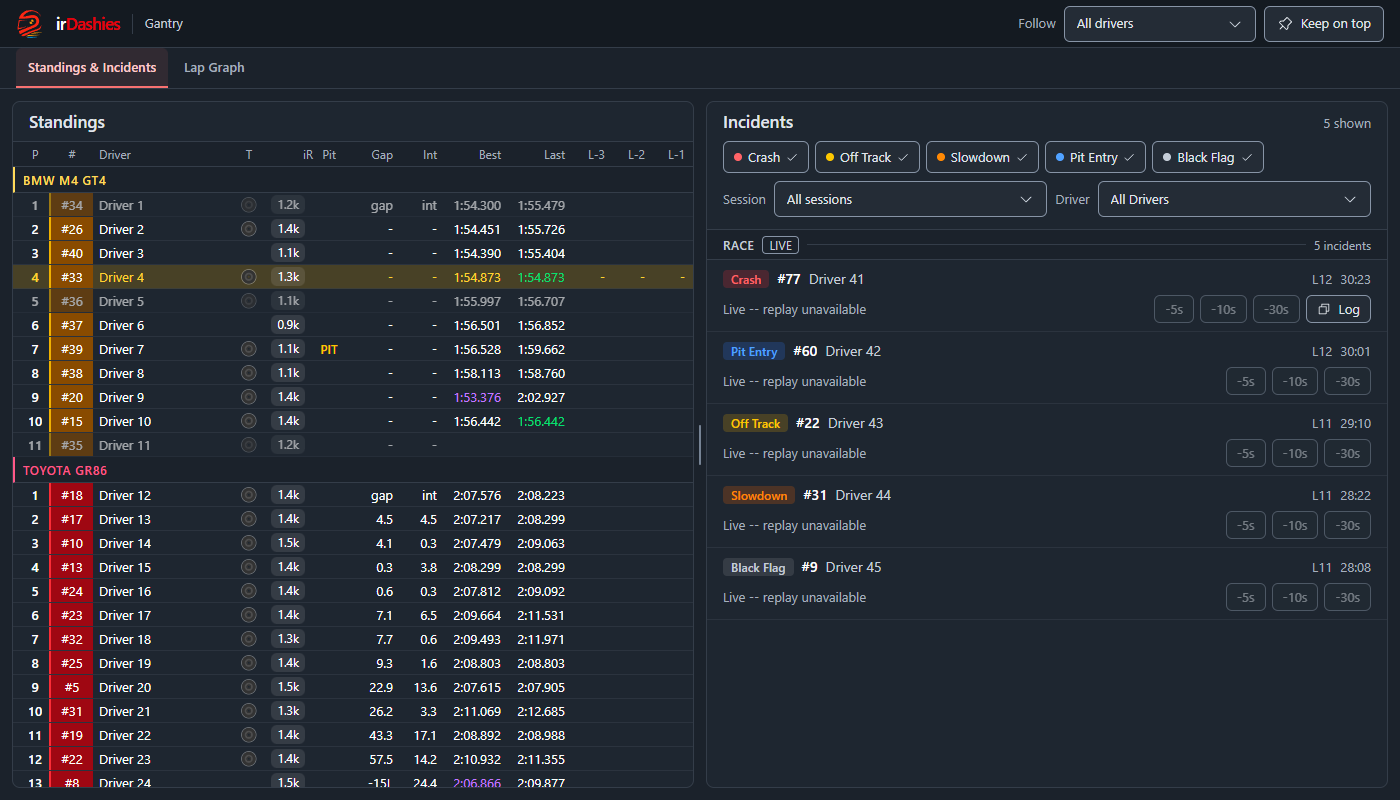 irDashies Gantry Follow All drivers Keep on top
Standings & Incidents Lap Graph
Standings
P # Driver T iR Pit Gap Int Best Last L-3 L-2 L-1
BMW M4 GT4
1 #34 Driver 1 1.2k gap int 1:54.300 1:55.479
2 #26 Driver 2 1.4k - - 1:54.451 1:55.726
3 #40 Driver 3 1.1k - - 1:54.390 1:55.404
4 #33 Driver 4 1.3k - - 1:54.873 1:54.873 - - -
5 #36 Driver 5 1.1k - - 1:55.997 1:56.707
6 #37 Driver 6 0.9k - - 1:56.501 1:56.852
7 #39 Driver 7 1.1k PIT - - 1:56.528 1:59.662
8 #38 Driver 8 1.1k - - 1:58.113 1:58.760
9 #20 Driver 9 1.4k - - 1:53.376 2:02.927
10 #15 Driver 10 1.4k - - 1:56.442 1:56.442
11 #35 Driver 11 1.2k - -
TOYOTA GR86
1 #18 Driver 12 1.4k gap int 2:07.576 2:08.223
2 #17 Driver 13 1.4k 4.5 4.5 2:07.217 2:08.299
3 #10 Driver 14 1.5k 4.1 0.3 2:07.479 2:09.063
4 #13 Driver 15 1.4k 0.3 3.8 2:08.299 2:08.299
5 #24 Driver 16 1.4k 0.6 0.3 2:07.812 2:09.092
6 #23 Driver 17 1.4k 7.1 6.5 2:09.664 2:11.531
7 #32 Driver 18 1.3k 7.7 0.6 2:09.493 2:11.971
8 #25 Driver 19 1.4k 9.3 1.6 2:08.803 2:08.803
9 #5 Driver 20 1.5k 22.9 13.6 2:07.615 2:07.905
10 #31 Driver 21 1.3k 26.2 3.3 2:11.069 2:12.685
11 #19 Driver 22 1.4k 43.3 17.1 2:08.892 2:08.988
12 #22 Driver 23 1.4k 57.5 14.2 2:10.932 2:11.355
13 #8 Driver 24 1.5k -15L 24.4 2:06.866 2:09.877
Incidents 5 shown
Crash Off Track Slowdown Pit Entry Black Flag
Session All sessions Driver All Drivers
RACE LIVE 5 incidents
Crash #77 Driver 41 L12 30:23
Live -- replay unavailable -5s -10s -30s Log
Pit Entry #60 Driver 42 L12 30:01
Live -- replay unavailable -5s -10s -30s
Off Track #22 Driver 43 L11 29:10
Live -- replay unavailable -5s -10s -30s
Slowdown #31 Driver 44 L11 28:22
Live -- replay unavailable -5s -10s -30s
Black Flag #9 Driver 45 L11 28:08
Live -- replay unavailable -5s -10s -30s